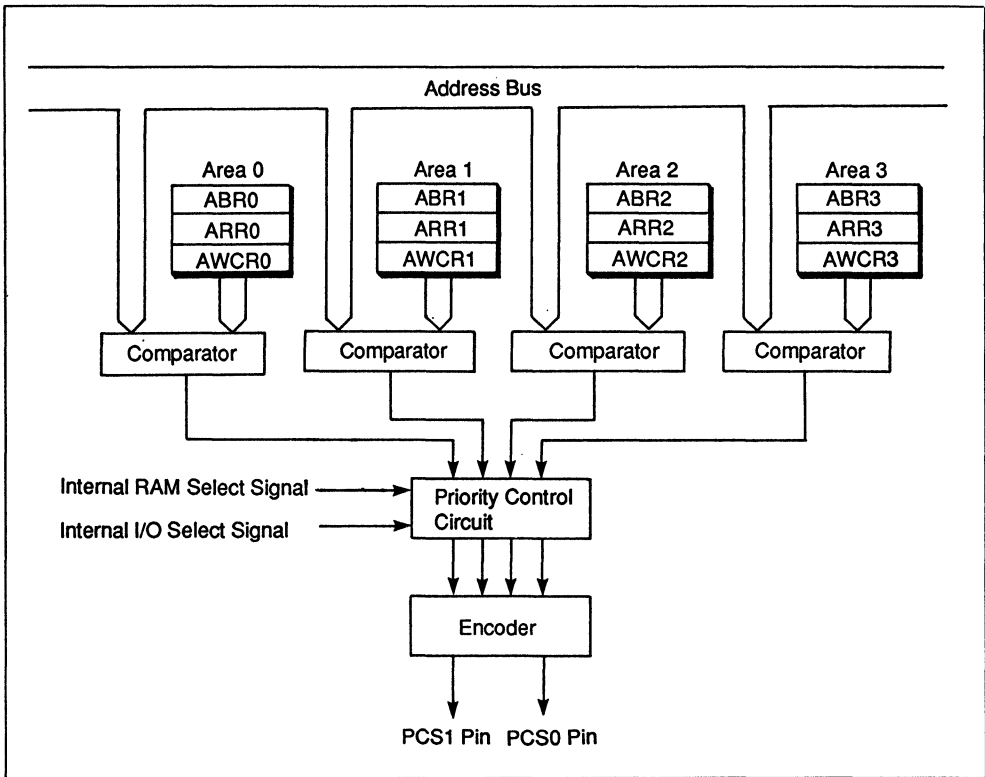 Address Bus
Area 0 Area 1 Area 2 Area 3
ABR0 ABR1 ABR2 ABR3
ARR0 ARR1 ARR2 ARR3
AWCR0 AWCR1 AWCR2 AWCR3
Comparator Comparator Comparator Comparator
Internal RAM Select Signal
Internal I/O Select Signal
Priority Control
Circuit
Encoder
PCS1 Pin PCS0 Pin